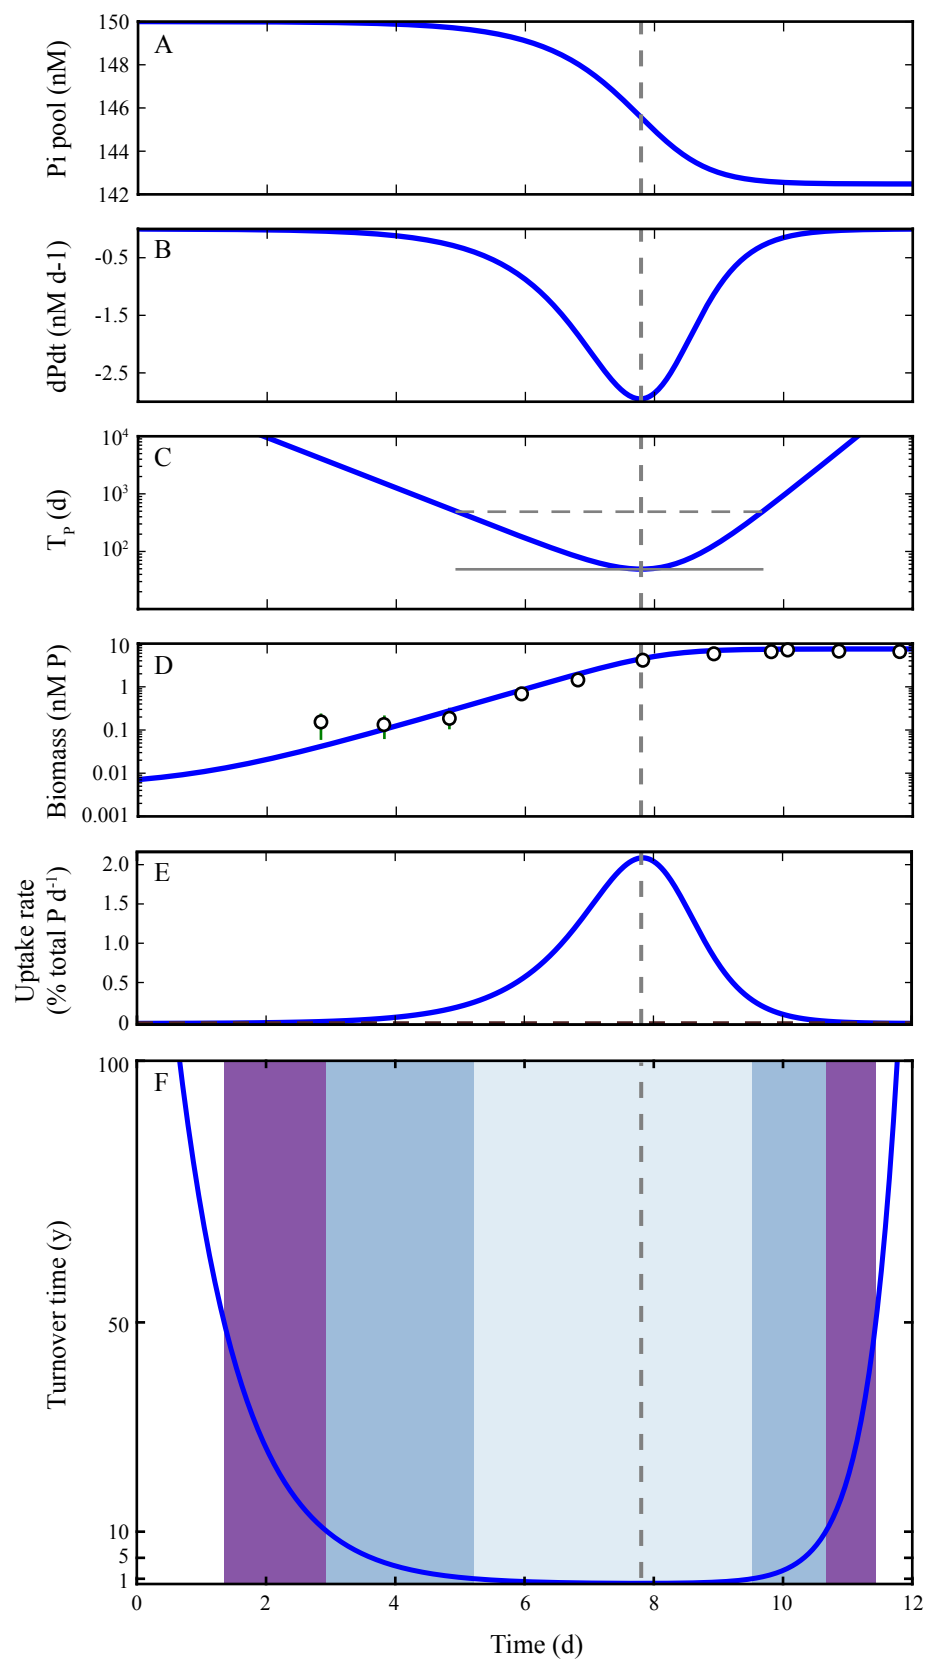 A
Pi pool (nM)
150
148
146
144
142
B
dPdt (nM d-1)
-0.5
-1.5
-2.5
C
Tp (d)
10⁴
10³
10²
D
Biomass (nM P)
10
1
0.1
0.01
0.001
E
Uptake rate
(% total P d⁻¹)
2.0
1.5
1.0
0.5
0
F
Turnover time (y)
100
50
10
5
1
0 2 4 6 8 10 12
Time (d)